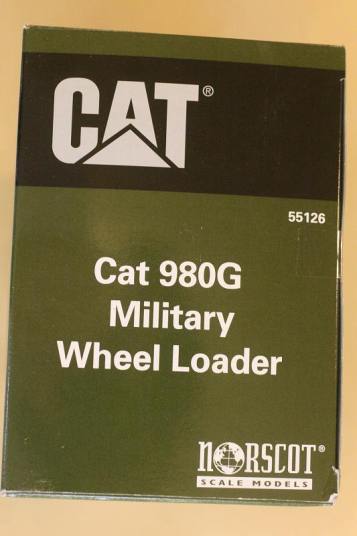 CAT®
55126
Cat 980G
Military
Wheel Loader
NORSCOT®
SCALE MODELS